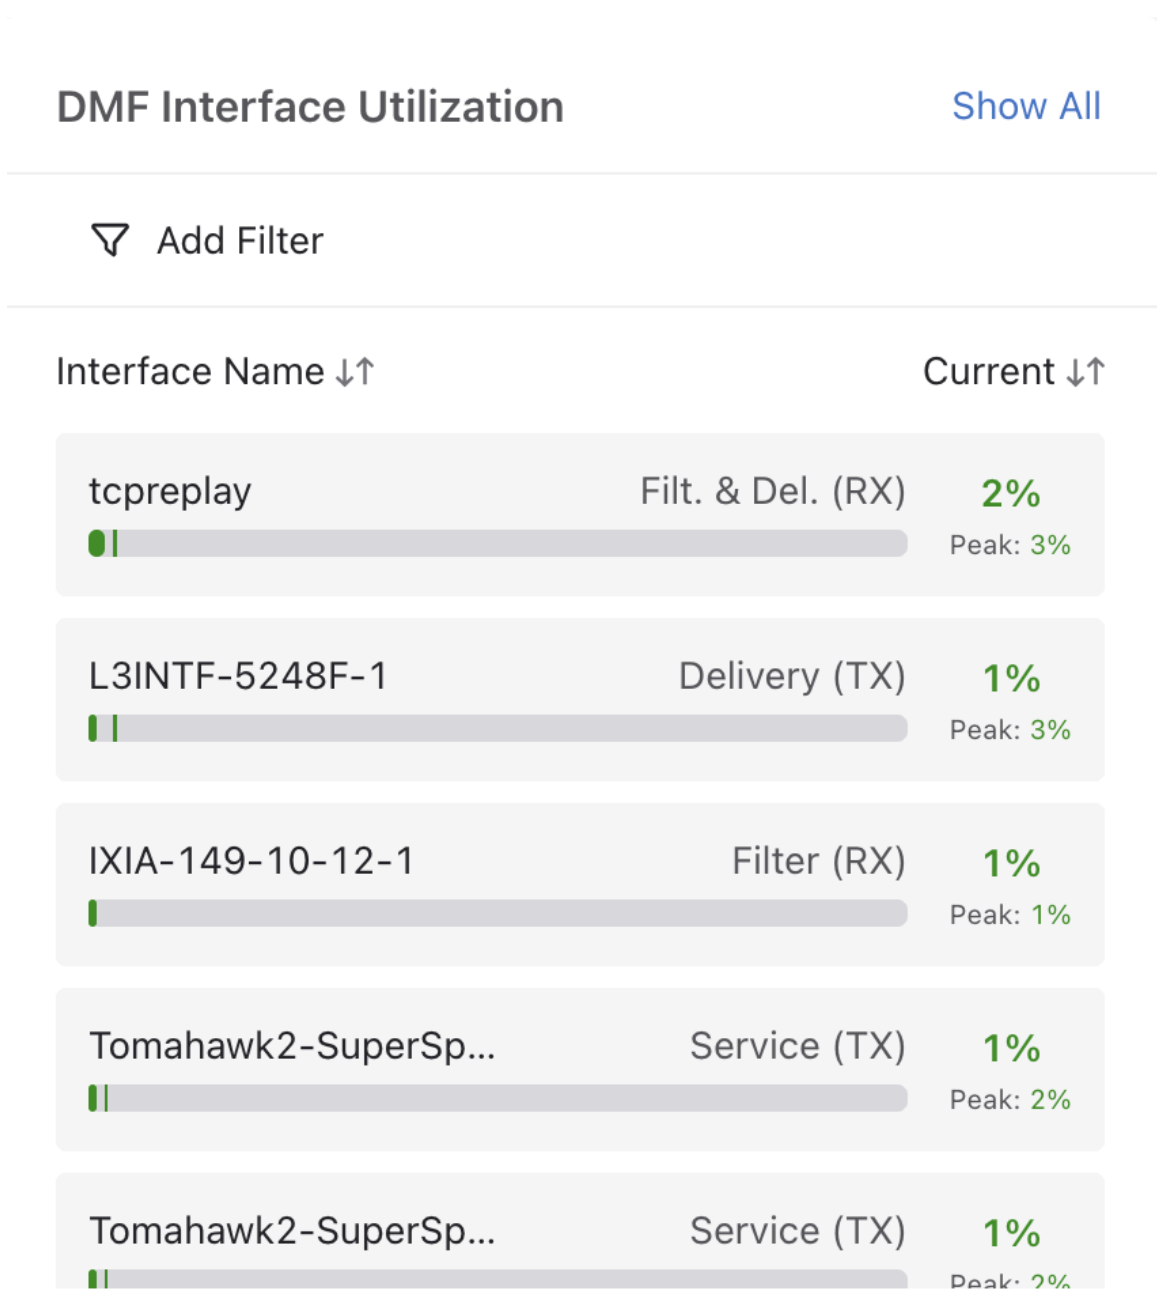 DMF Interface Utilization Show All
Add Filter
Interface Name Current
tcpreplay Filt. & Del. (RX) 2%
Peak: 3%
L3INTF-5248F-1 Delivery (TX) 1%
Peak: 3%
IXIA-149-10-12-1 Filter (RX) 1%
Peak: 1%
Tomahawk2-SuperSp... Service (TX) 1%
Peak: 2%
Tomahawk2-SuperSp... Service (TX) 1%
Peak: 2%